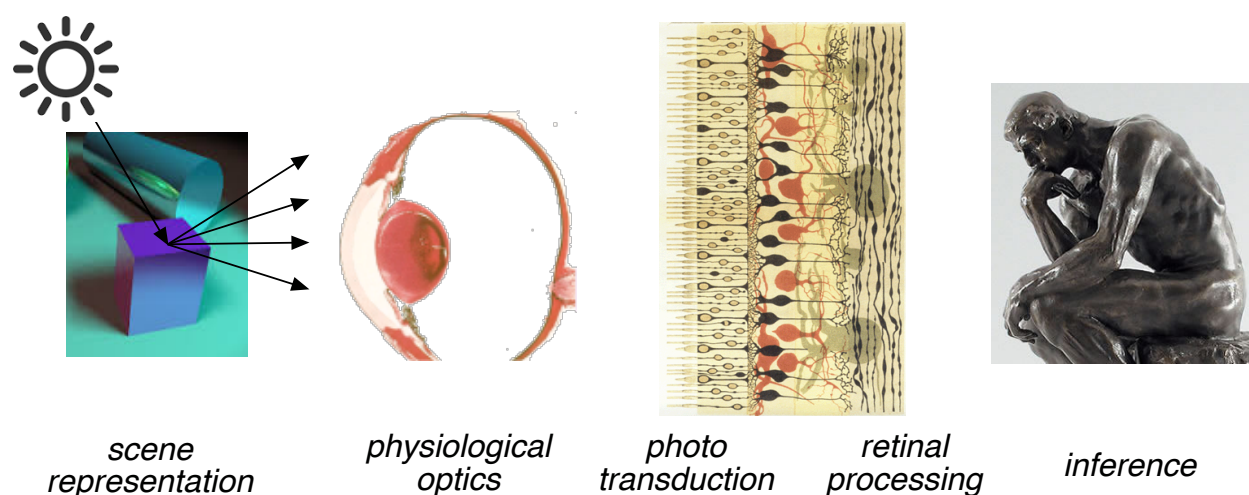 scene
representation
physiological
optics
photo
transduction
retinal
processing
inference